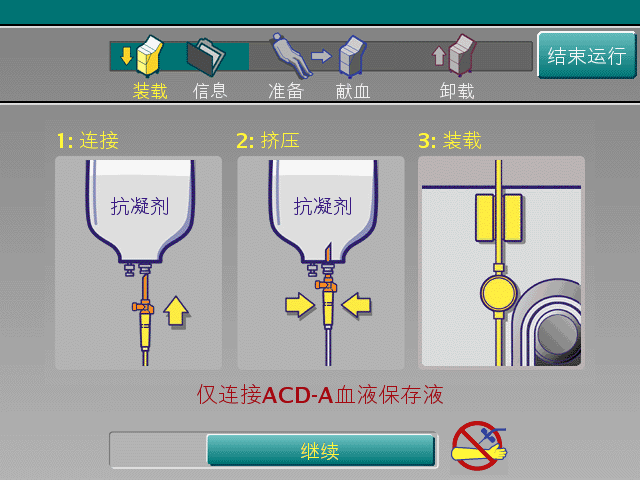 结束运行
装载 信息 准备 献血 卸载
1: 连接 2: 挤压 3: 装载
抗凝剂 抗凝剂
仅连接ACD-A血液保存液
继续